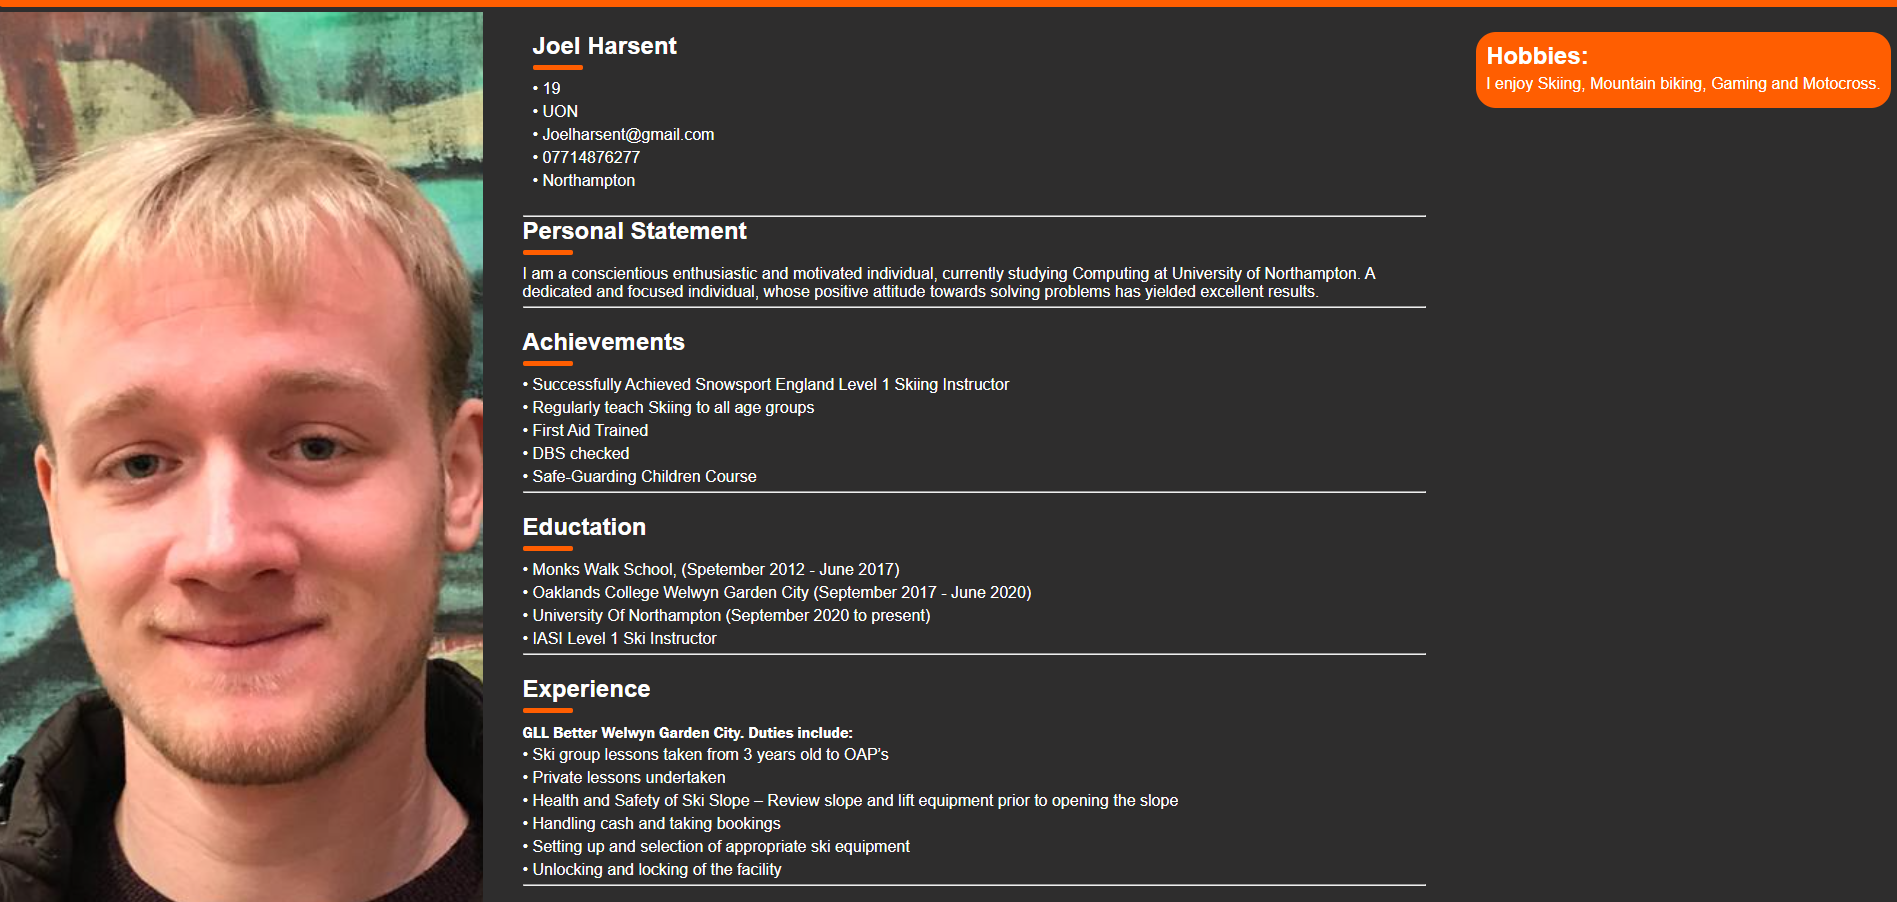 Joel Harsent
• 19
• UON
• Joelharsent@gmail.com
• 07714876277
• Northampton
Personal Statement
I am a conscientious enthusiastic and motivated individual, currently studying Computing at University of Northampton. A
dedicated and focused individual, whose positive attitude towards solving problems has yielded excellent results.
Achievements
• Successfully Achieved Snowsport England Level 1 Skiing Instructor
• Regularly teach Skiing to all age groups
• First Aid Trained
• DBS checked
• Safe-Guarding Children Course
Eductation
• Monks Walk School, (Spetember 2012 - June 2017)
• Oaklands College Welwyn Garden City (September 2017 - June 2020)
• University Of Northampton (September 2020 to present)
• IASI Level 1 Ski Instructor
Experience
GLL Better Welwyn Garden City. Duties include:
• Ski group lessons taken from 3 years old to OAP’s
• Private lessons undertaken
• Health and Safety of Ski Slope – Review slope and lift equipment prior to opening the slope
• Handling cash and taking bookings
• Setting up and selection of appropriate ski equipment
• Unlocking and locking of the facility
Hobbies:
I enjoy Skiing, Mountain biking, Gaming and Motocross.